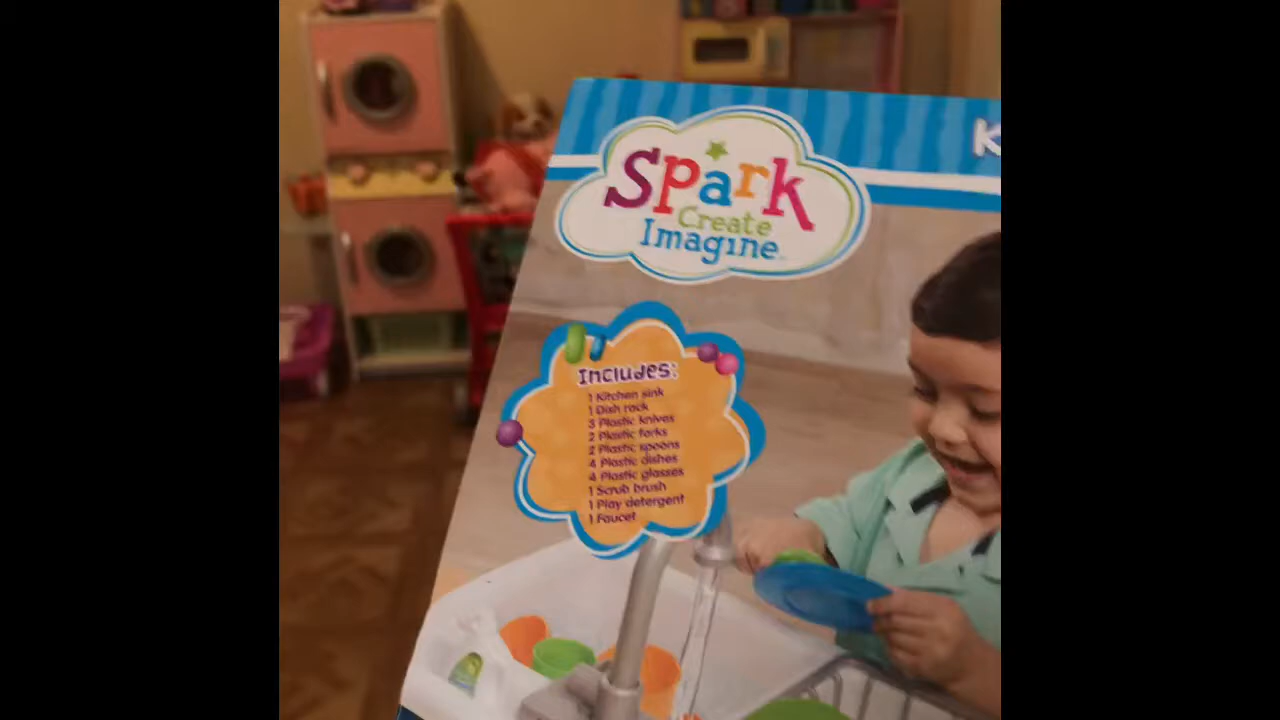 K
Spark
Create
Imagine
Includes:
1 Kitchen sink
1 Dish rack
3 Plastic knives
2 Plastic forks
2 Plastic spoons
4 Plastic dishes
4 Plastic glasses
1 Scrub brush
1 Play detergent
1 Faucet